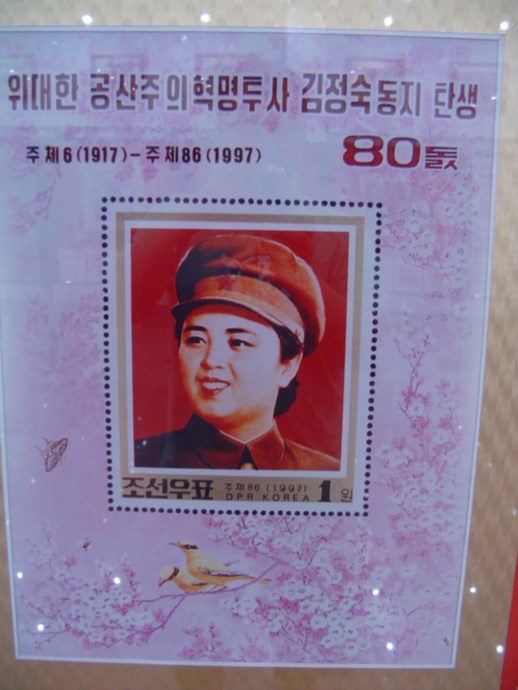 위대한 공산주의혁명투사 김정숙동지 탄생
주체6(1917)-주체86(1997) 80돐
조선우표 주체86(1997) DPR KOREA 1원